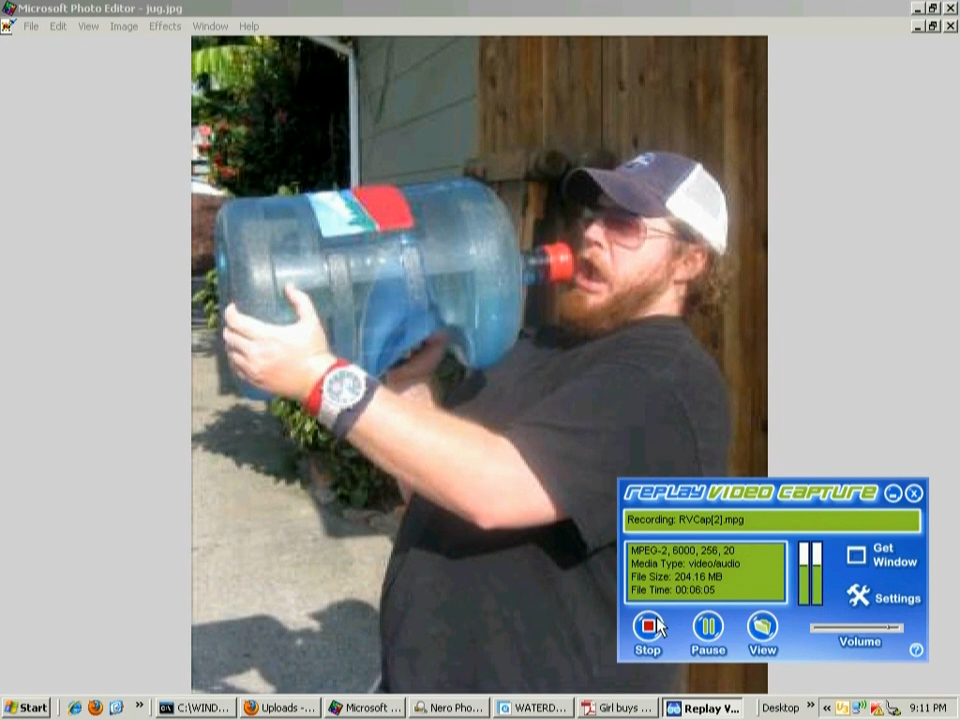 Microsoft Photo Editor - jug.jpg
File Edit View Image Effects Window Help
REPLAY VIDEO CAPTURE
Recording: RVCap[2].mpg
MPEG-2, 6000, 256, 20
Media Type: video/audio
File Size: 204.16 MB
File Time: 00:06:05
Get Window
Settings
Stop Pause View Volume
Start C:\WIND... Uploads -... Microsoft ... Nero Pho... WATERD... Girl buys ... Replay V... Desktop 9:11 PM